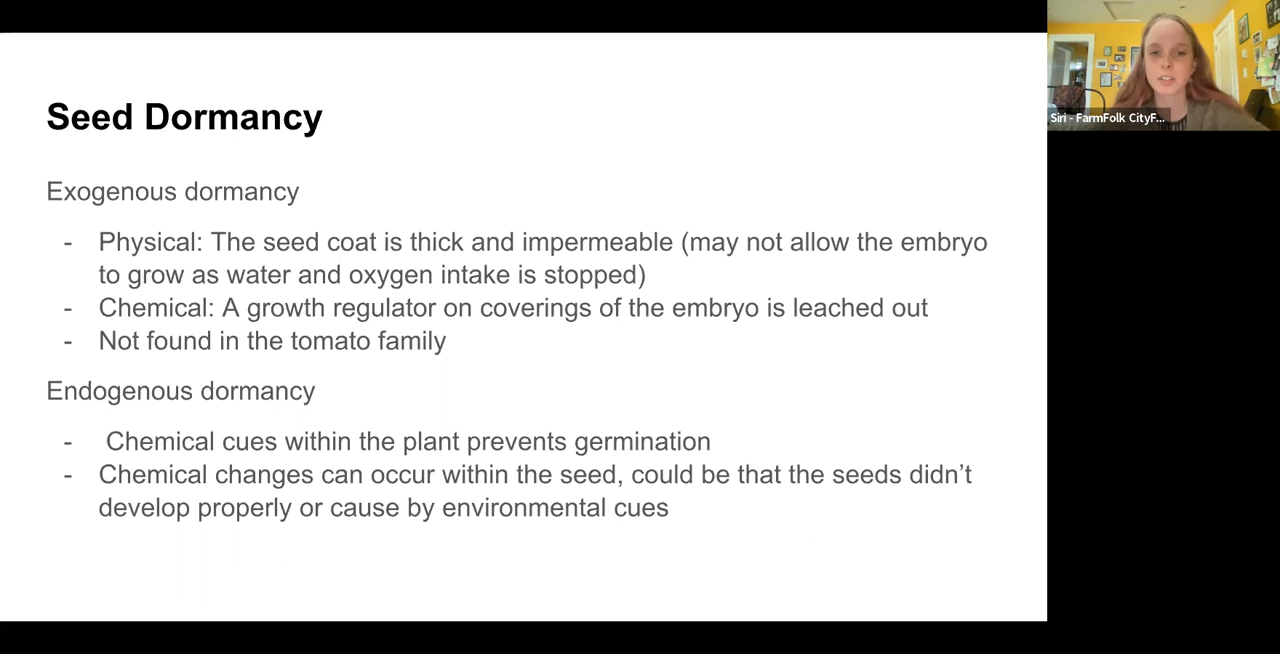 Seed Dormancy
Exogenous dormancy
- Physical: The seed coat is thick and impermeable (may not allow the embryo
to grow as water and oxygen intake is stopped)
- Chemical: A growth regulator on coverings of the embryo is leached out
- Not found in the tomato family
Endogenous dormancy
- Chemical cues within the plant prevents germination
- Chemical changes can occur within the seed, could be that the seeds didn’t
develop properly or cause by environmental cues
Siri - FarmFolk CityF...